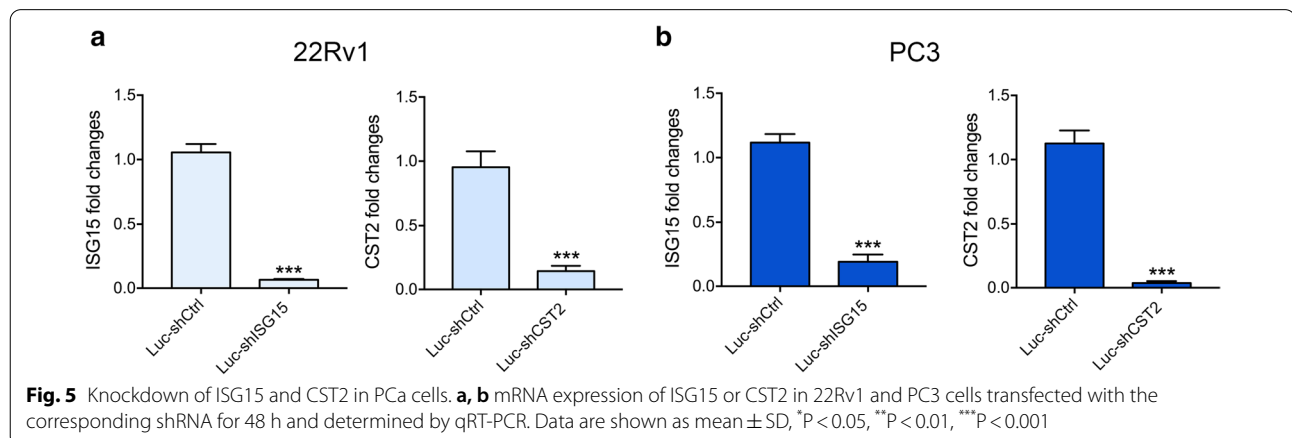 a
22Rv1
b
PC3
ISG15 fold changes
1.5
1.0
0.5
0.0
***
Luc-shCtrl
Luc-shISG15
CST2 fold changes
1.5
1.0
0.5
0.0
***
Luc-shCtrl
Luc-shCST2
ISG15 fold changes
1.5
1.0
0.5
0.0
***
Luc-shCtrl
Luc-shISG15
CST2 fold changes
1.5
1.0
0.5
0.0
***
Luc-shCtrl
Luc-shCST2
Fig. 5 Knockdown of ISG15 and CST2 in PCa cells. a, b mRNA expression of ISG15 or CST2 in 22Rv1 and PC3 cells transfected with the
corresponding shRNA for 48 h and determined by qRT-PCR. Data are shown as mean ± SD, *P < 0.05, **P < 0.01, ***P < 0.001